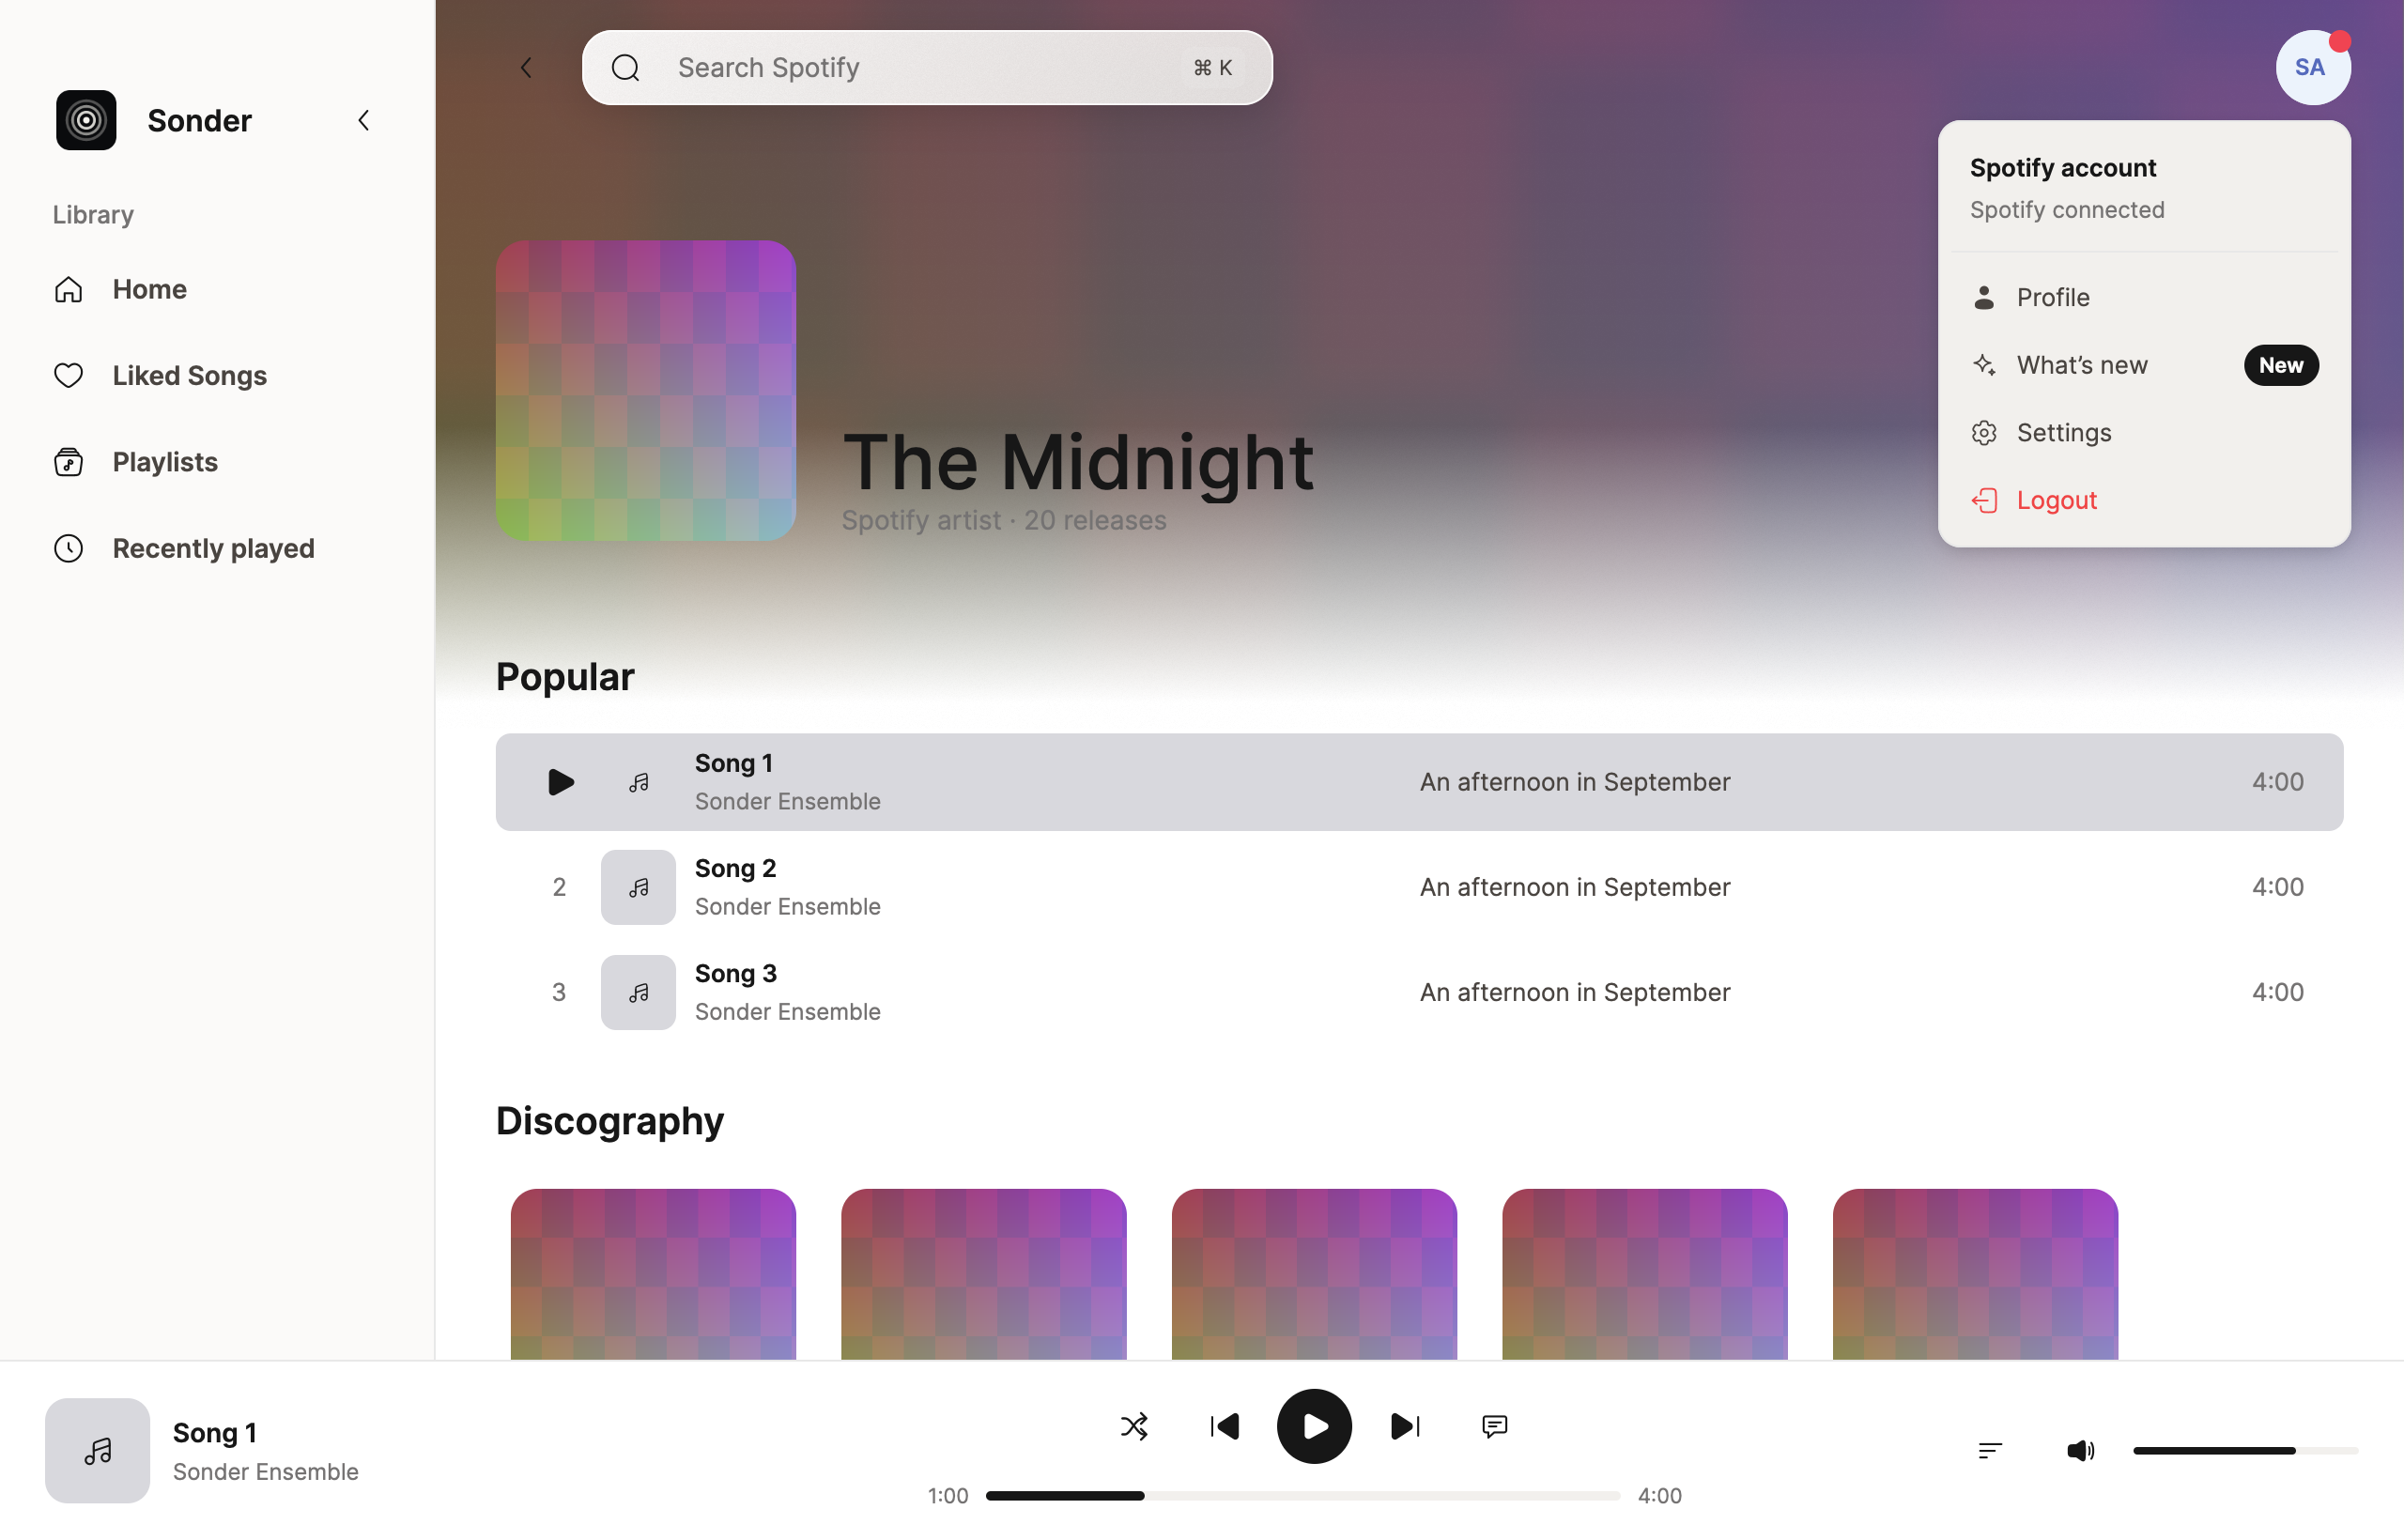 Sonder
Library
Home
Liked Songs
Playlists
Recently played
Search Spotify
⌘ K
SA
Spotify account
Spotify connected
Profile
What’s new
New
Settings
Logout
The Midnight
Spotify artist · 20 releases
Popular
Song 1
Sonder Ensemble
An afternoon in September
4:00
2
Song 2
Sonder Ensemble
An afternoon in September
4:00
3
Song 3
Sonder Ensemble
An afternoon in September
4:00
Discography
Song 1
Sonder Ensemble
1:00
4:00